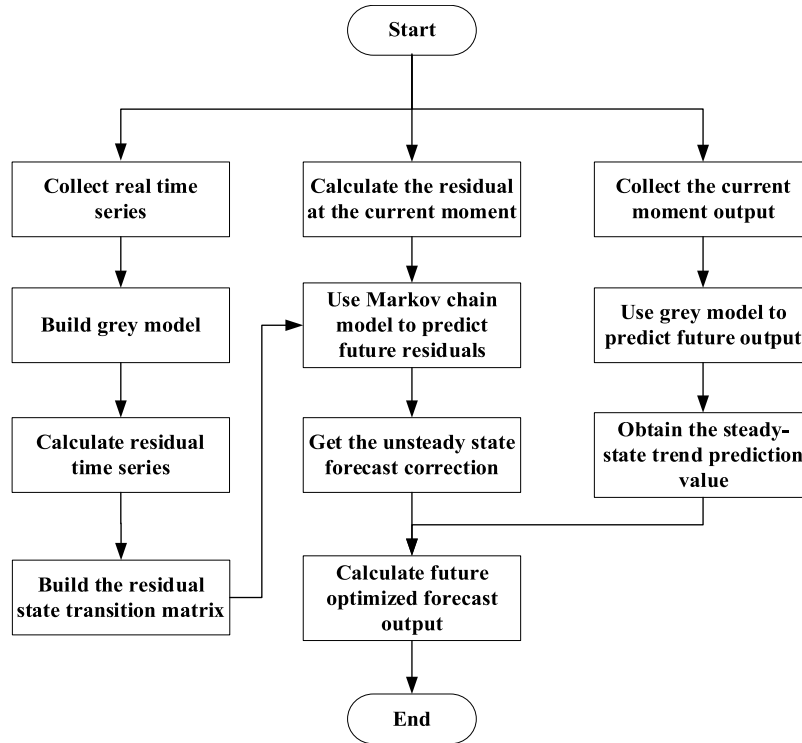 Start
Collect real time
series
Calculate the residual
at the current moment
Collect the current
moment output
Build grey model
Use Markov chain
model to predict
future residuals
Use grey model to
predict future output
Calculate residual
time series
Get the unsteady state
forecast correction
Obtain the steady-
state trend prediction
value
Build the residual
state transition matrix
Calculate future
optimized forecast
output
End